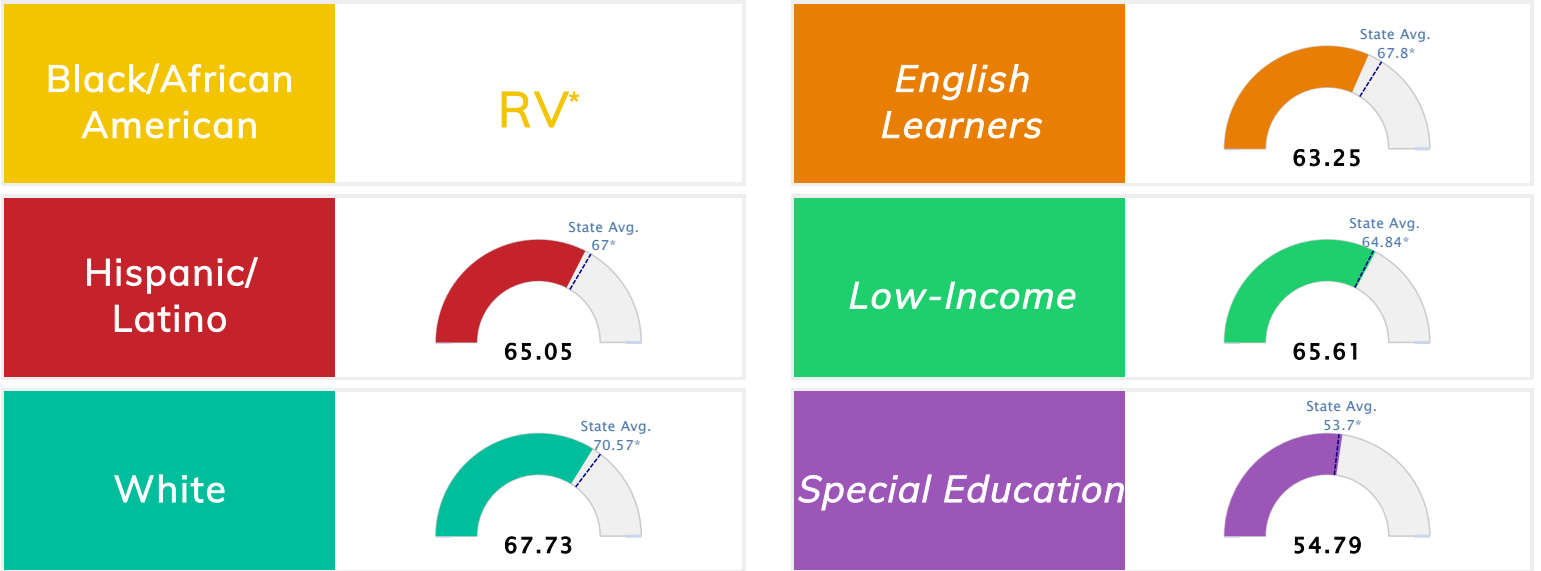 Black/African
American
RV*
English
Learners
State Avg.
67.8*
63.25
Hispanic/
Latino
State Avg.
67*
65.05
Low-Income
State Avg.
64.84*
65.61
White
State Avg.
70.57*
67.73
Special Education
State Avg.
53.7*
54.79